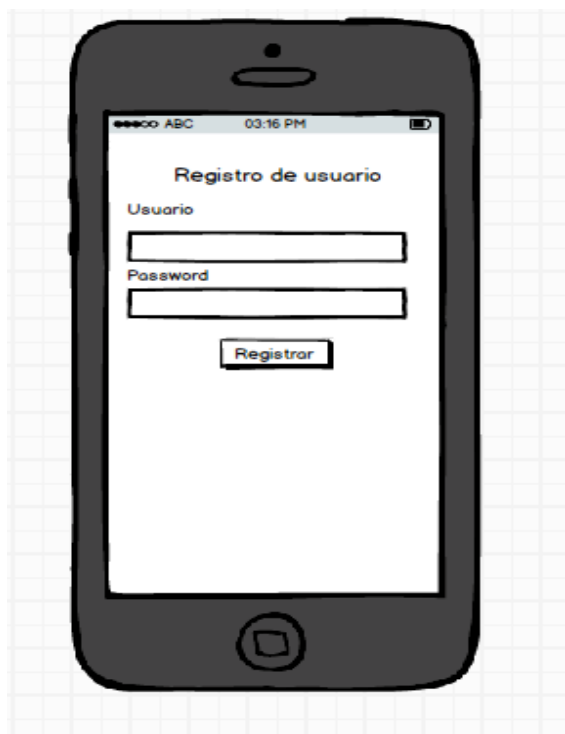 ABC 03:16 PM
Registro de usuario
Usuario
Password
Registrar